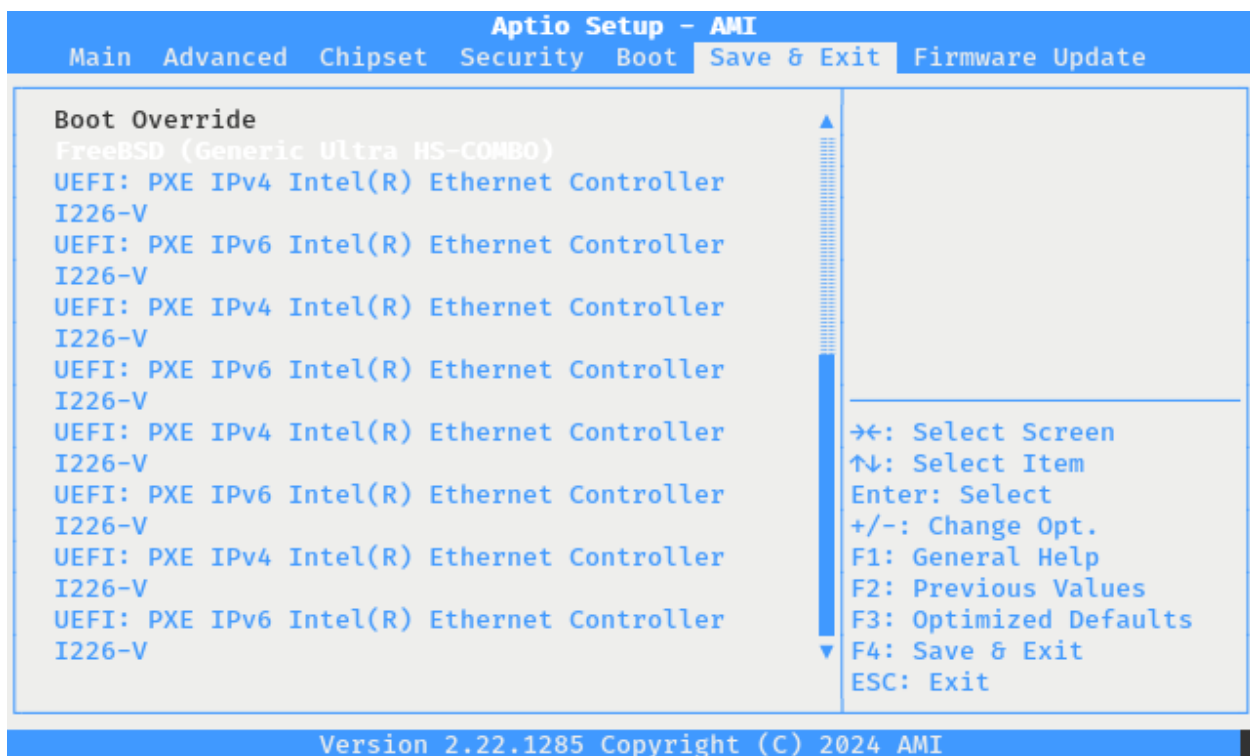 Aptio Setup – AMI
Main Advanced Chipset Security Boot Save & Exit Firmware Update
Boot Override
FreeBSD (Generic Ultra HS-COMBO)
UEFI: PXE IPv4 Intel(R) Ethernet Controller
I226-V
UEFI: PXE IPv6 Intel(R) Ethernet Controller
I226-V
UEFI: PXE IPv4 Intel(R) Ethernet Controller
I226-V
UEFI: PXE IPv6 Intel(R) Ethernet Controller
I226-V
UEFI: PXE IPv4 Intel(R) Ethernet Controller
I226-V
UEFI: PXE IPv6 Intel(R) Ethernet Controller
I226-V
UEFI: PXE IPv4 Intel(R) Ethernet Controller
I226-V
UEFI: PXE IPv6 Intel(R) Ethernet Controller
I226-V
→←: Select Screen
↑↓: Select Item
Enter: Select
+/-: Change Opt.
F1: General Help
F2: Previous Values
F3: Optimized Defaults
F4: Save & Exit
ESC: Exit
Version 2.22.1285 Copyright (C) 2024 AMI